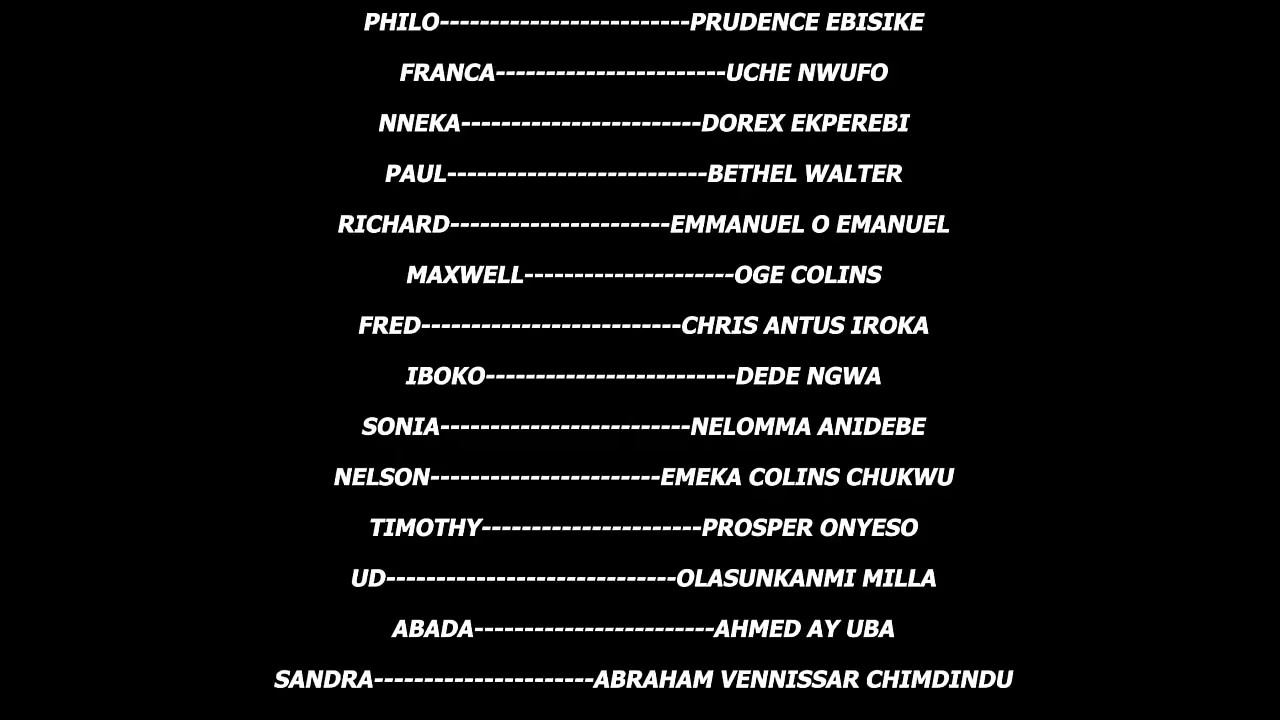 PHILO-------------------------PRUDENCE EBISIKE
FRANCA-----------------------UCHE NWUFO
NNEKA------------------------DOREX EKPEREBI
PAUL--------------------------BETHEL WALTER
RICHARD----------------------EMMANUEL O EMANUEL
MAXWELL---------------------OGE COLINS
FRED--------------------------CHRIS ANTUS IROKA
IBOKO-------------------------DEDE NGWA
SONIA-------------------------NELOMMA ANIDEBE
NELSON-----------------------EMEKA COLINS CHUKWU
TIMOTHY----------------------PROSPER ONYESO
UD-----------------------------OLASUNKANMI MILLA
ABADA------------------------AHMED AY UBA
SANDRA----------------------ABRAHAM VENNISSAR CHIMDINDU